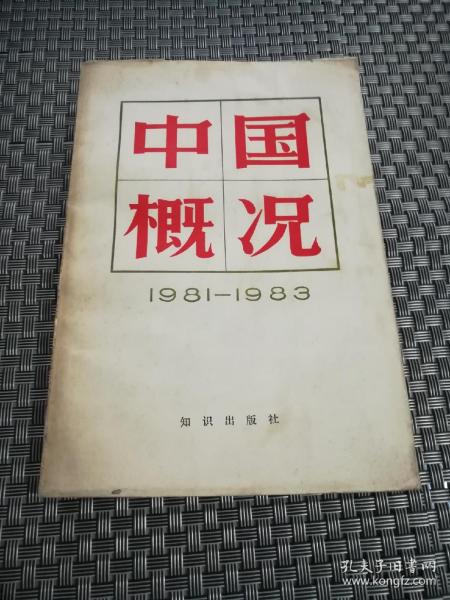 中国
概况
1981-1983
知识出版社
孔夫子旧书网
www.kongfz.com